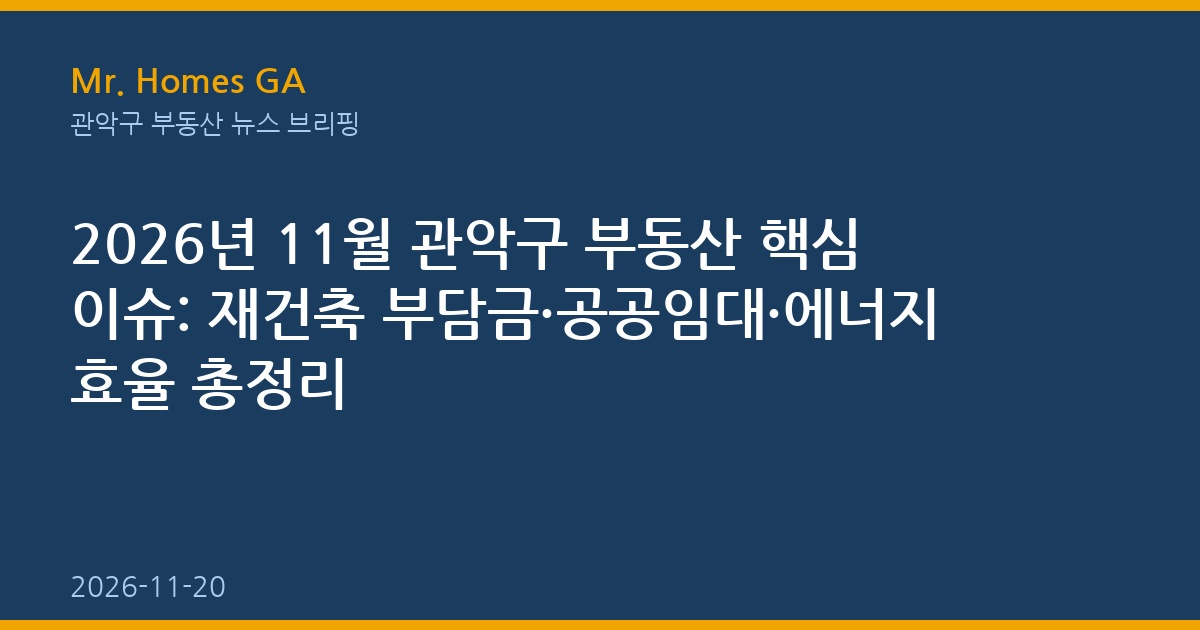 Mr. Homes GA
관악구 부동산 뉴스 브리핑
2026년 11월 관악구 부동산 핵심
이슈: 재건축 부담금·공공임대·에너지
효율 총정리
2026-11-20